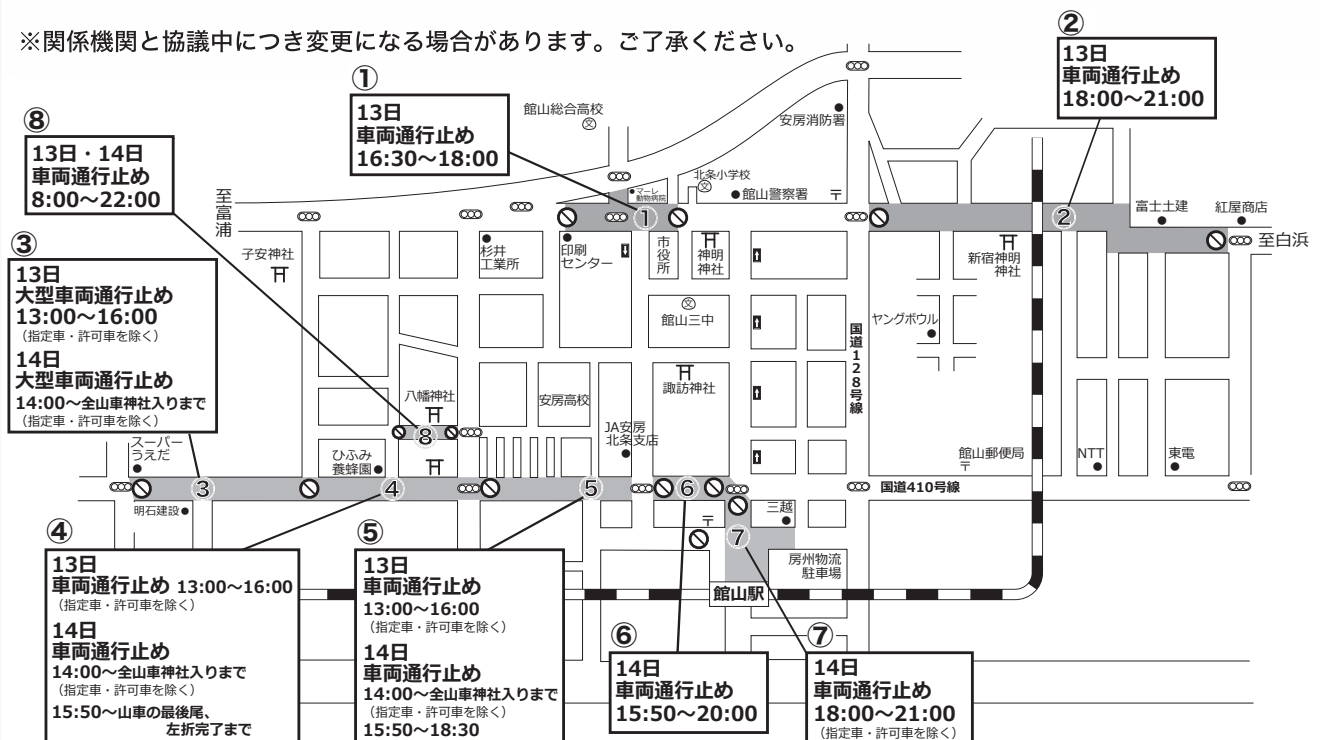 ※関係機関と協議中につき変更になる場合があります。ご了承ください。
①
13日
車両通行止め
16:30～18:00
②
13日
車両通行止め
18:00～21:00
⑧
13日・14日
車両通行止め
8:00～22:00
③
13日
大型車両通行止め
13:00～16:00
（指定車・許可車を除く）
14日
大型車両通行止め
14:00～全山車神社入りまで
（指定車・許可車を除く）
至富浦
館山総合高校
文
安房消防署
マーレ
動物病院
北条小学校
文
館山警察署
〒
①
②
富士土建
紅屋商店
至白浜
子安神社
杉井
工業所
印刷
センター
市役所
神明
神社
新宿神明
神社
文
館山三中
ヤングボウル
国道128号線
諏訪神社
八幡神社
安房高校
JA安房
北条支店
⑧
スーパー
うえだ
ひふみ
養蜂園
館山郵便局
〒
NTT
東電
③
④
⑤
⑥
国道410号線
明石建設
〒
三越
⑦
房州物流
駐車場
館山駅
④
13日
車両通行止め 13:00～16:00
（指定車・許可車を除く）
14日
車両通行止め
14:00～全山車神社入りまで
（指定車・許可車を除く）
15:50～山車の最後尾、
左折完了まで
⑤
13日
車両通行止め
13:00～16:00
（指定車・許可車を除く）
14日
車両通行止め
14:00～全山車神社入りまで
（指定車・許可車を除く）
15:50～18:30
⑥
14日
車両通行止め
15:50～20:00
⑦
14日
車両通行止め
18:00～21:00
（指定車・許可車を除く）